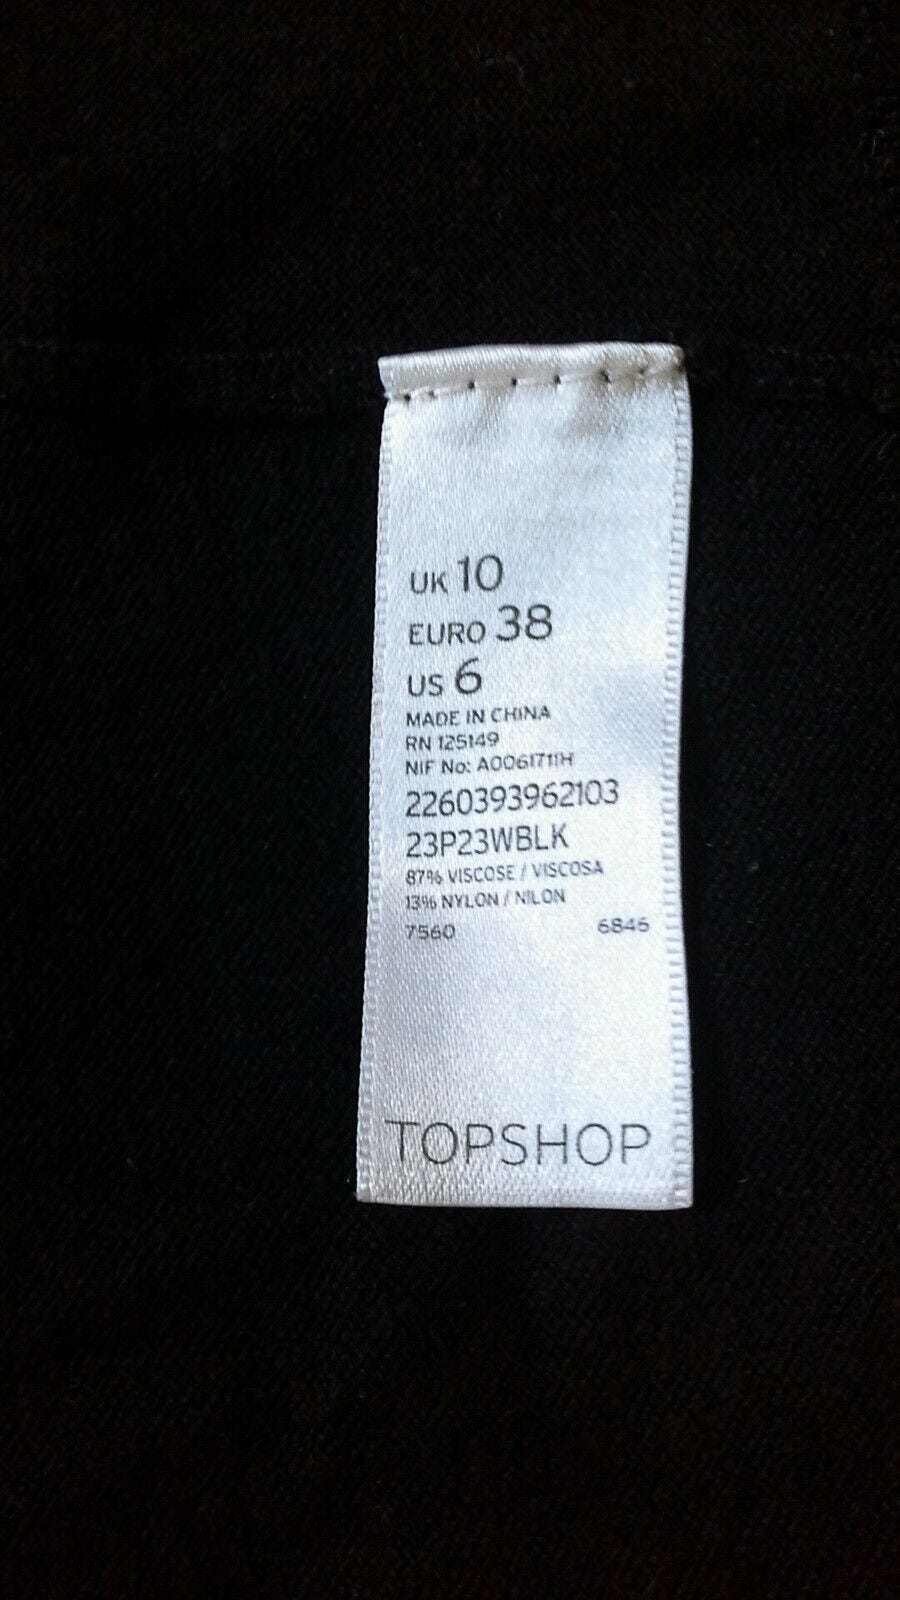 UK 10
EURO 38
US 6
MADE IN CHINA
RN 125149
NIF No: A0061711H
2260393962103
23P23WBLK
87% VISCOSE / VISCOSA
13% NYLON / NILON
7560 6846
TOPSHOP